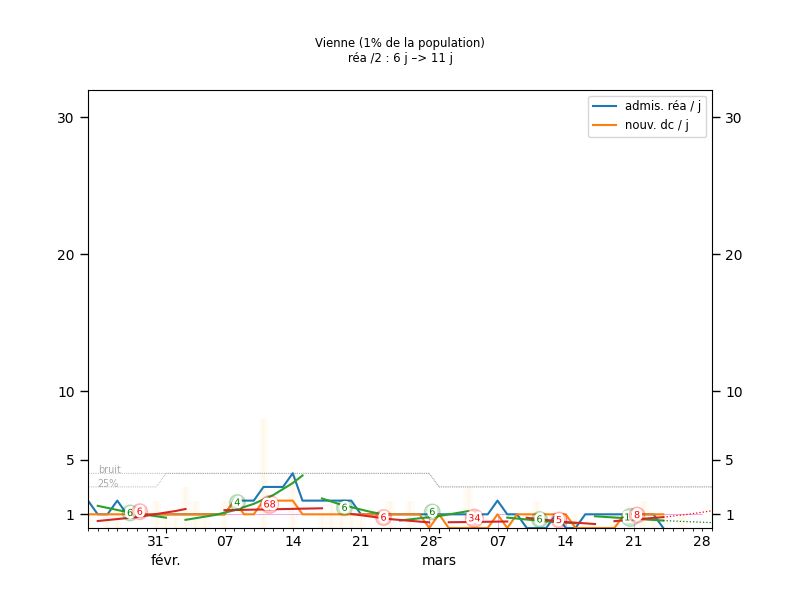 Vienne (1% de la population)
réa /2 : 6 j –> 11 j
admis. réa / j
nouv. dc / j
30 30
20 20
10 10
5 5
1 1
bruit
25%
6 6 4 68 6 6 6 34 6 5 8
31 07 14 21 28 07 14 21 28
févr. mars